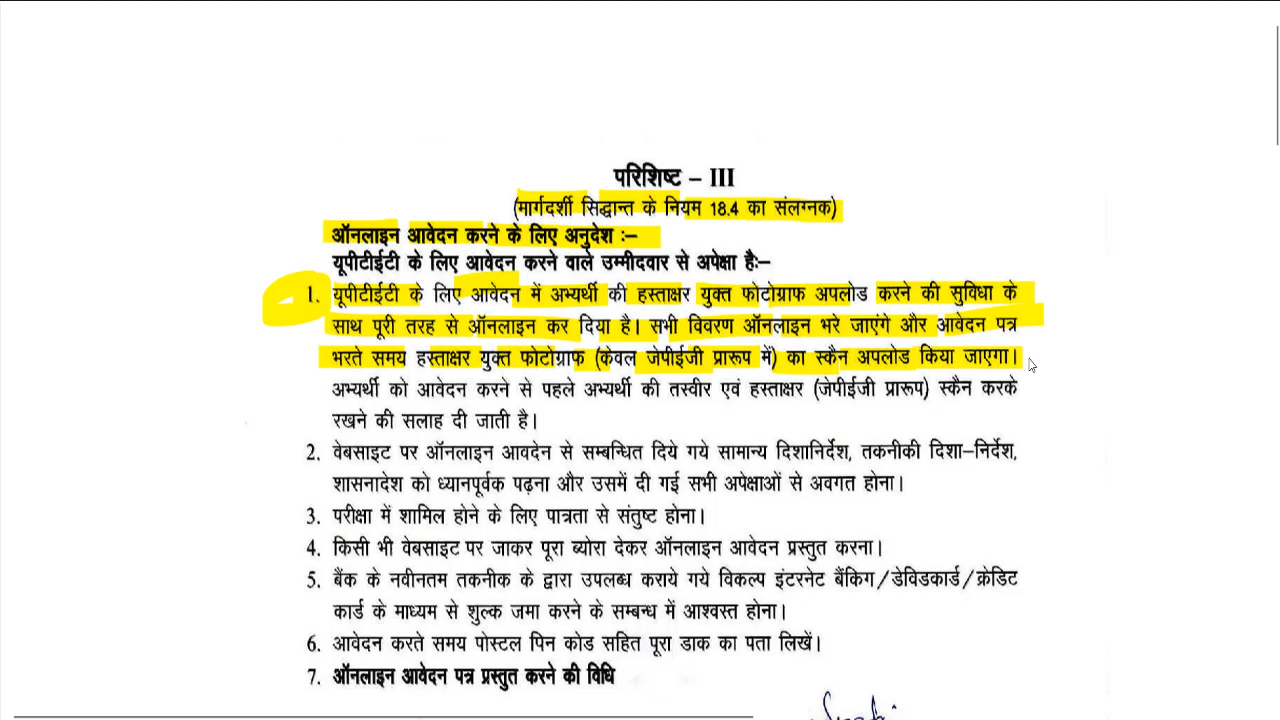 परिशिष्ट – III
(मार्गदर्शी सिद्धान्त के नियम 18.4 का संलग्नक)
ऑनलाइन आवेदन करने के लिए अनुदेश :–
यूपीटीईटी के लिए आवेदन करने वाले उम्मीदवार से अपेक्षा है:–
1. यूपीटीईटी के लिए आवेदन में अभ्यर्थी की हस्ताक्षर युक्त फोटोग्राफ अपलोड करने की सुविधा के
साथ पूरी तरह से ऑनलाइन कर दिया है। सभी विवरण ऑनलाइन भरे जाएंगे और आवेदन पत्र
भरते समय हस्ताक्षर युक्त फोटोग्राफ (केवल जेपीईजी प्रारूप में) का स्कैन अपलोड किया जाएगा।
अभ्यर्थी को आवेदन करने से पहले अभ्यर्थी की तस्वीर एवं हस्ताक्षर (जेपीईजी प्रारूप) स्कैन करके
रखने की सलाह दी जाती है।
2. वेबसाइट पर ऑनलाइन आवदेन से सम्बन्धित दिये गये सामान्य दिशानिर्देश, तकनीकी दिशा–निर्देश,
शासनादेश को ध्यानपूर्वक पढ़ना और उसमें दी गई सभी अपेक्षाओं से अवगत होना।
3. परीक्षा में शामिल होने के लिए पात्रता से संतुष्ट होना।
4. किसी भी वेबसाइट पर जाकर पूरा ब्योरा देकर ऑनलाइन आवेदन प्रस्तुत करना।
5. बैंक के नवीनतम तकनीक के द्वारा उपलब्ध कराये गये विकल्प इंटरनेट बैंकिग/डेविडकार्ड/क्रेडिट
कार्ड के माध्यम से शुल्क जमा करने के सम्बन्ध में आश्वस्त होना।
6. आवेदन करते समय पोस्टल पिन कोड सहित पूरा डाक का पता लिखें।
7. ऑनलाइन आवेदन पत्र प्रस्तुत करने की विधि